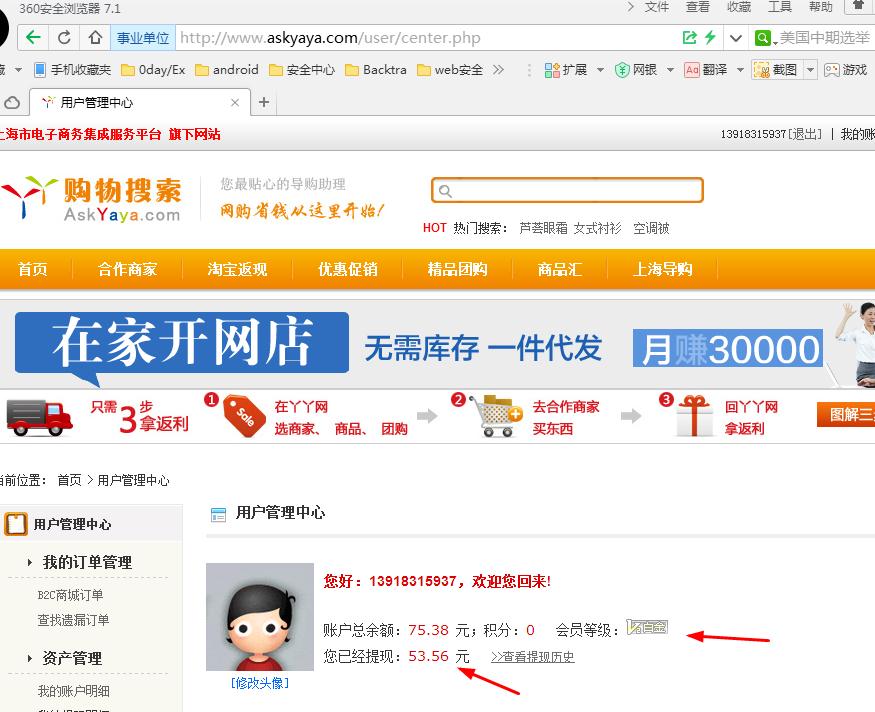 360安全浏览器 7.1
文件 查看 收藏 工具 帮助
事业单位 http://www.askyaya.com/user/center.php
美国中期选举
藏 手机收藏夹 0day/Ex android 安全中心 Backtra web安全 扩展 网银 翻译 截图 游戏
用户管理中心
上海市电子商务集成服务平台 旗下网站
13918315937[退出] | 我的账
购物搜索
AskYaya.com
您最贴心的导购助理
网购省钱从这里开始!
HOT 热门搜索: 芦荟眼霜 女式衬衫 空调被
首页 合作商家 淘宝返现 优惠促销 精品团购 商品汇 上海导购
在家开网店
无需库存 一件代发
月赚30000
只需3步拿返利
1 Sale 在丫丫网
选商家、商品、团购
2 去合作商家
买东西
3 回丫丫网
拿返利
图解三
当前位置: 首页 > 用户管理中心
用户管理中心
我的订单管理
B2C商城订单
查找遗漏订单
资产管理
我的账户明细
用户管理中心
您好:13918315937,欢迎您回来!
账户总余额:75.38 元;积分:0 会员等级: 白金
您已经提现:53.56 元 >>查看提现历史
[修改头像]